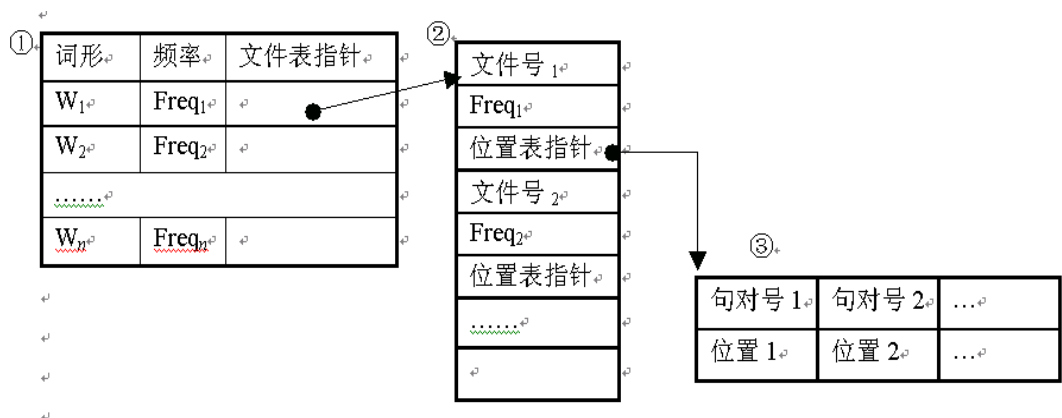 ①
词形 频率 文件表指针
W1 Freq1
W2 Freq2
……
Wn Freqn
②
文件号 1
Freq1
位置表指针
文件号 2
Freq2
位置表指针
……
③
句对号 1 句对号 2 …
位置 1 位置 2 …